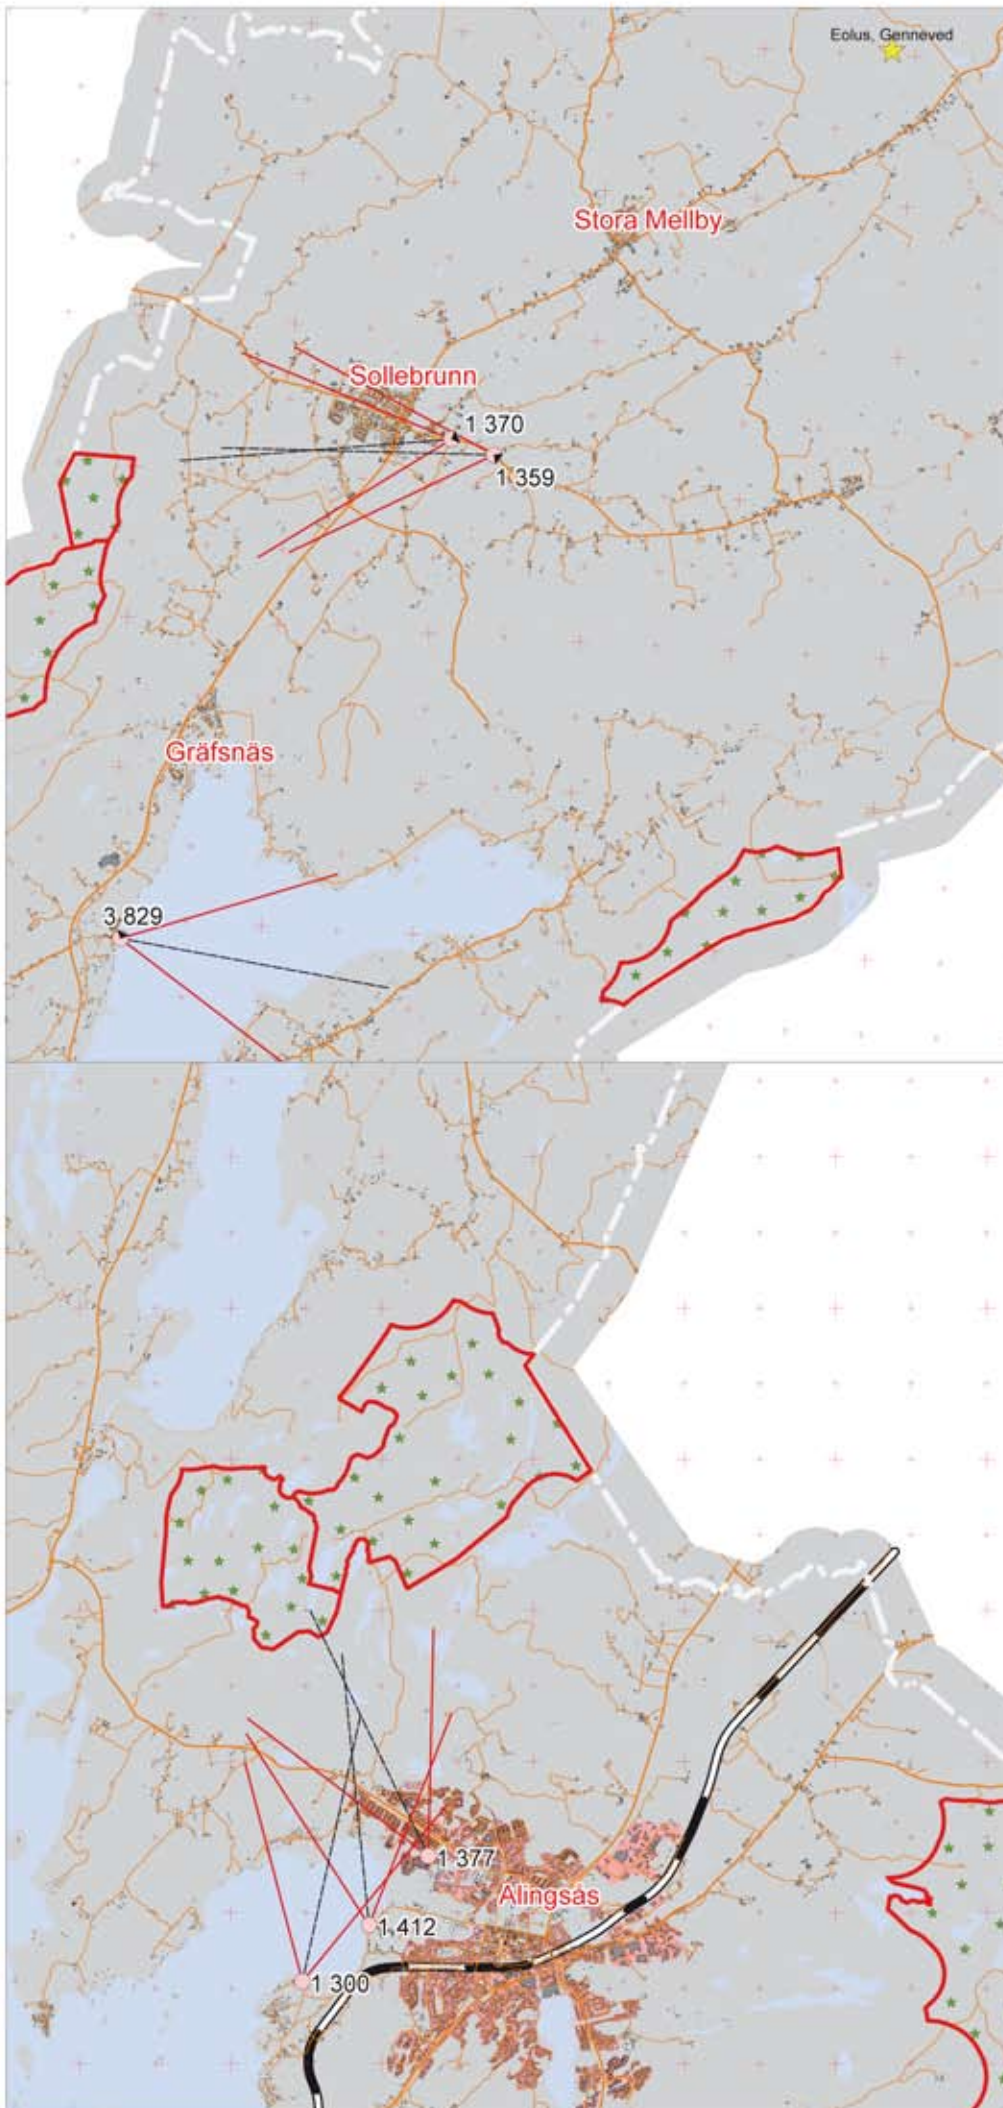 Eolus, Genneved
Stora Mellby
Sollebrunn
1 370
1 359
Gräfsnäs
3 829
1 377
Alingsås
1 412
1 300